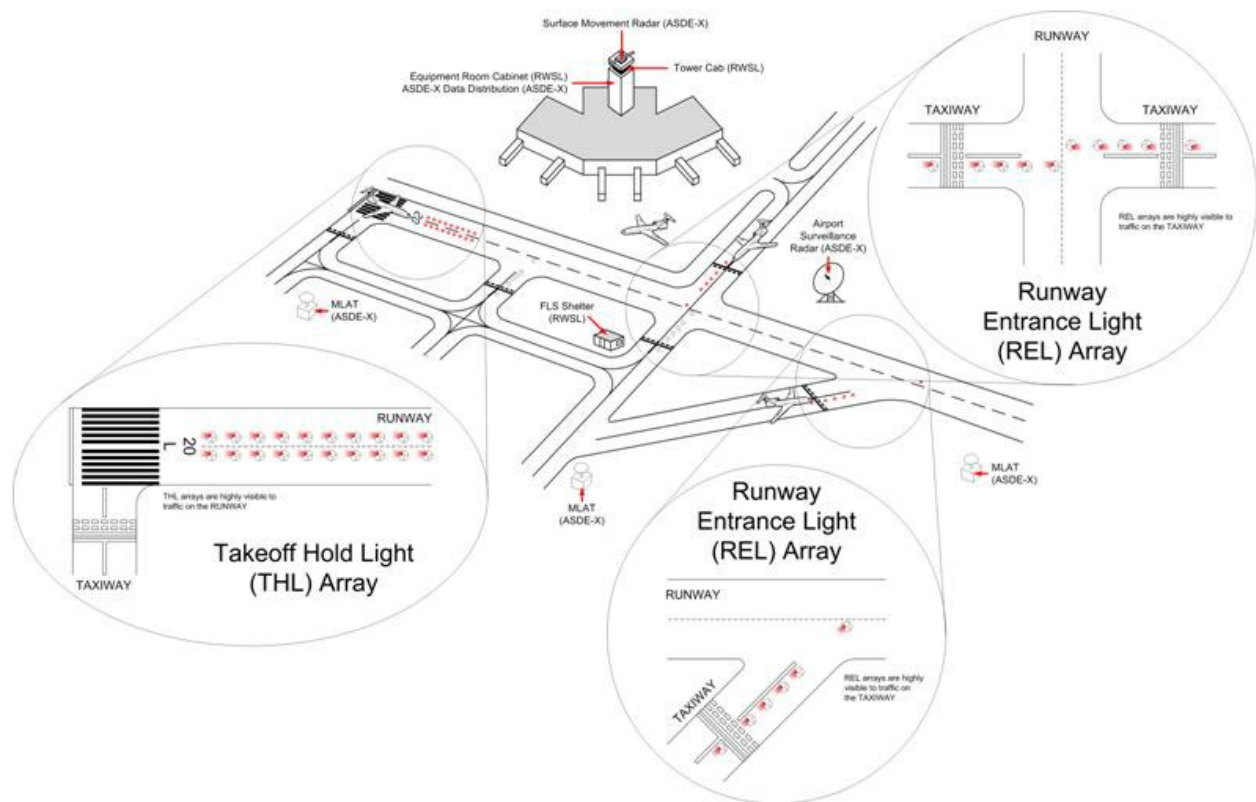 Surface Movement Radar (ASDE-X)
Tower Cab (RWSL)
Equipment Room Cabinet (RWSL)
ASDE-X Data Distribution (ASDE-X)
RUNWAY
TAXIWAY
TAXIWAY
REL arrays are highly visible to
traffic on the TAXIWAY
Runway
Entrance Light
(REL) Array
Airport
Surveillance
Radar (ASDE-X)
MLAT
(ASDE-X)
FLS Shelter
(RWSL)
RUNWAY
20
L
THL arrays are highly visible to
traffic on the RUNWAY
TAXIWAY
Takeoff Hold Light
(THL) Array
MLAT
(ASDE-X)
MLAT
(ASDE-X)
Runway
Entrance Light
(REL) Array
RUNWAY
TAXIWAY
REL arrays are highly
visible to traffic on
the TAXIWAY